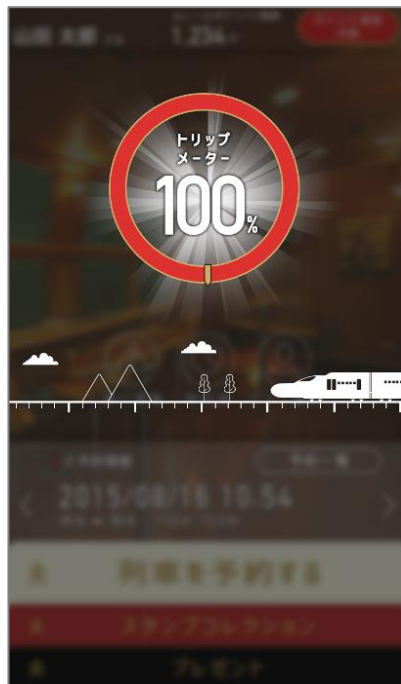 山田 太郎
1,234
トリップ
メーター
100%
2015/08/16 10:54
列車を予約する
スタンプコレクション
プレゼント